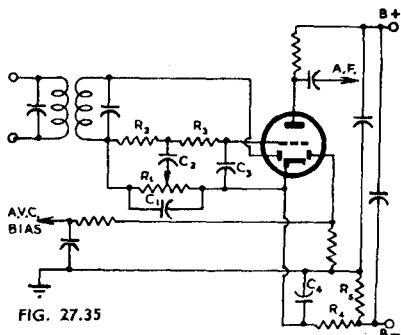 B+
A.F.
R2
R3
C2
R1
C3
C1
A.V.C.
BIAS
C4
R5
R4
B-
FIG. 27.35